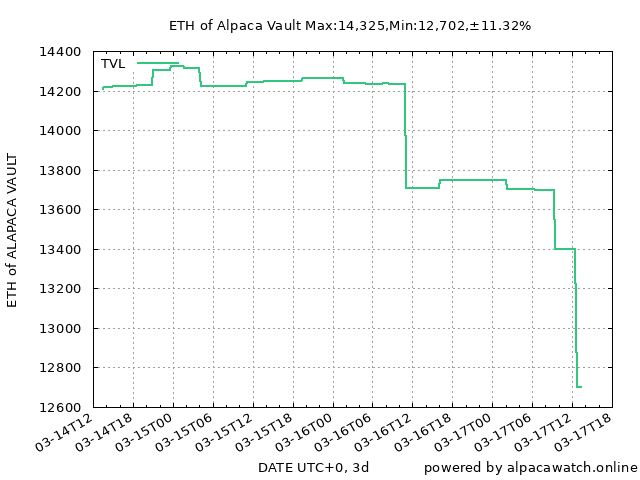 ETH of Alpaca Vault Max:14,325,Min:12,702,±11.32%
TVL
14400
14200
14000
13800
13600
13400
13200
13000
12800
12600
ETH of ALAPACA VAULT
03-14T12
03-14T18
03-15T00
03-15T06
03-15T12
03-15T18
03-16T00
03-16T06
03-16T12
03-16T18
03-17T00
03-17T06
03-17T12
03-17T18
DATE UTC+0, 3d
powered by alpacawatch.online